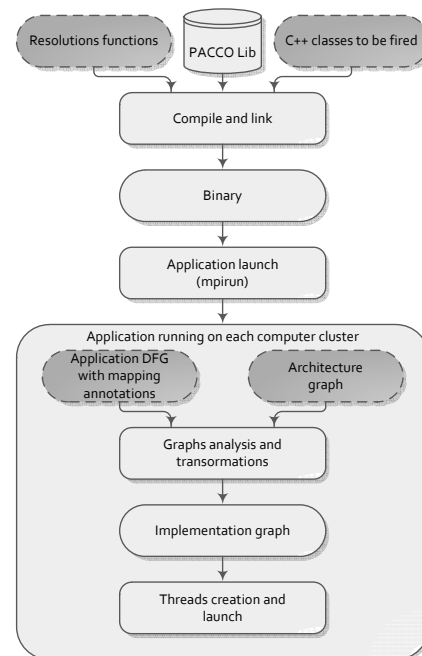 Resolutions functions
PACCO Lib
C++ classes to be fired
Compile and link
Binary
Application launch
(mpirun)
Application running on each computer cluster
Application DFG
with mapping
annotations
Architecture
graph
Graphs analysis and
transormations
Implementation graph
Threads creation and
launch